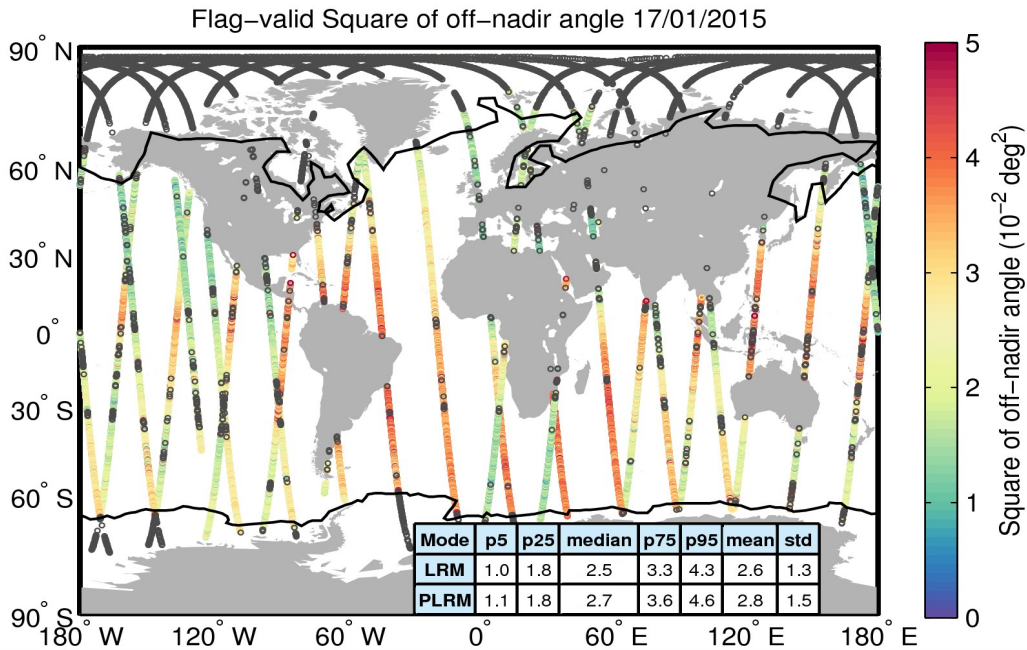 Flag−valid Square of off−nadir angle 17/01/2015
90° N
60° N
30° N
0°
30° S
60° S
90° S
180° W
120° W
60° W
0°
60° E
120° E
180° E
Mode p5 p25 median p75 p95 mean std
LRM 1.0 1.8 2.5 3.3 4.3 2.6 1.3
PLRM 1.1 1.8 2.7 3.6 4.6 2.8 1.5
5
4
3
2
1
0
Square of off−nadir angle (10⁻² deg²)